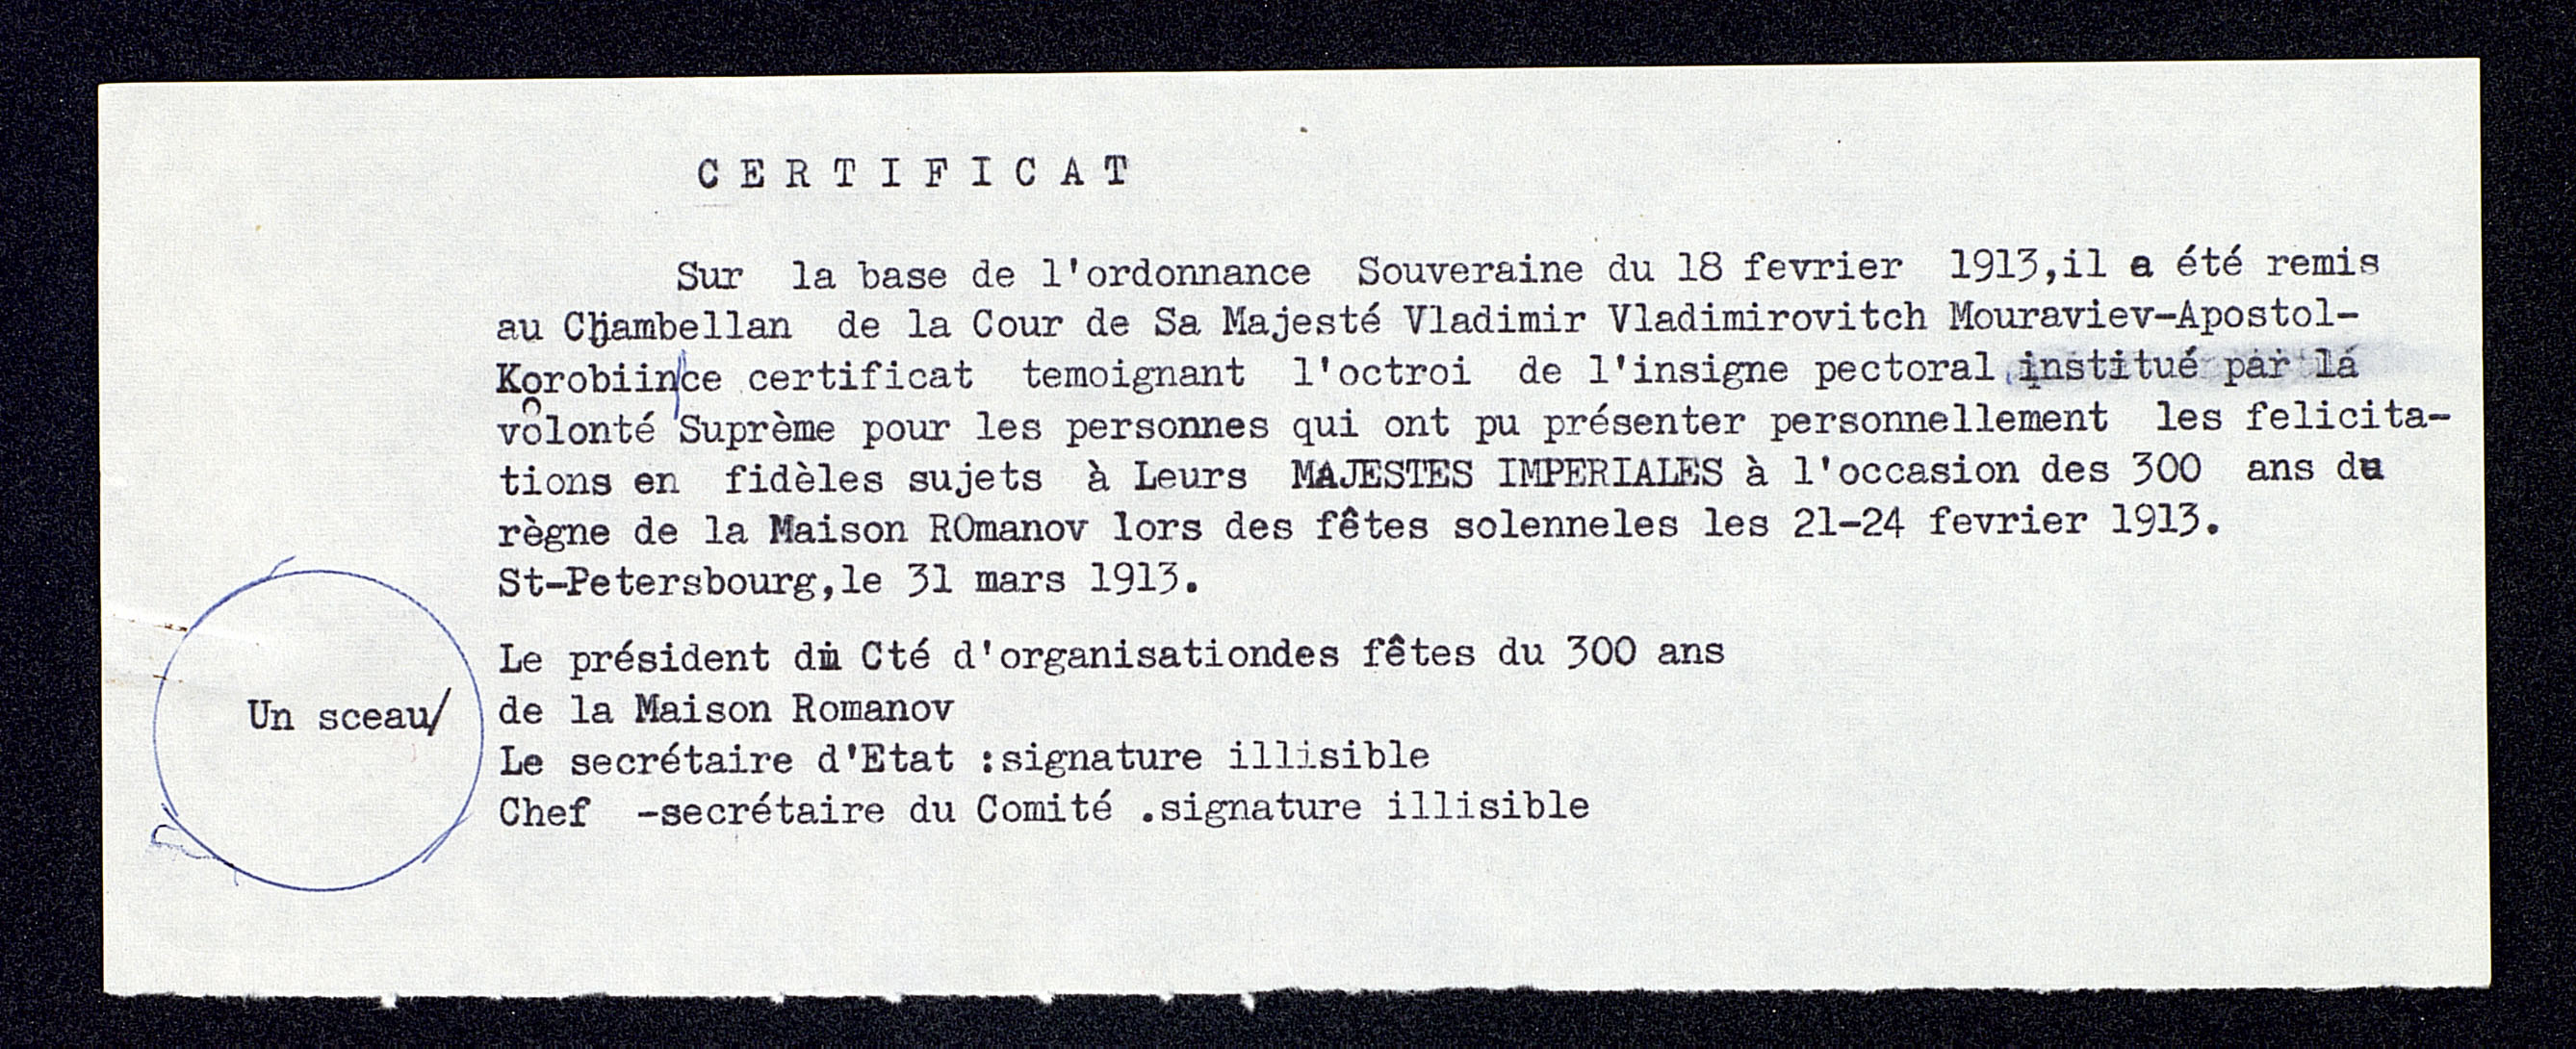 CERTIFICAT
Sur la base de l'ordonnance Souveraine du 18 fevrier 1913,il a été remis
au Chambellan de la Cour de Sa Majesté Vladimir Vladimirovitch Mouraviev-Apostol-
Korobiin/ce certificat temoignant l'octroi de l'insigne pectoral institué par la
volonté Suprème pour les personnes qui ont pu présenter personnellement les felicita-
tions en fidèles sujets à Leurs MAJESTES IMPERIALES à l'occasion des 300 ans du
règne de la Maison ROmanov lors des fêtes solenneles les 21-24 fevrier 1913.
St-Petersbourg,le 31 mars 1913.
Le président du Cté d'organisationdes fêtes du 300 ans
de la Maison Romanov
Un sceau/
Le secrétaire d'Etat :signature illisible
Chef -secrétaire du Comité .signature illisible